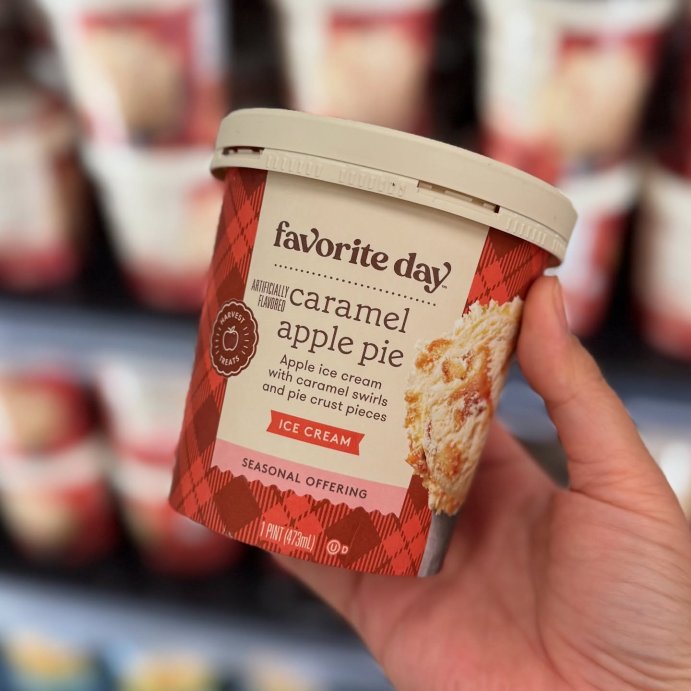 favorite day
ARTIFICIALLY
FLAVORED
caramel
apple pie
Apple ice cream
with caramel swirls
and pie crust pieces
ICE CREAM
SEASONAL OFFERING
HARVEST
TREATS
1 PINT (473mL)
U D